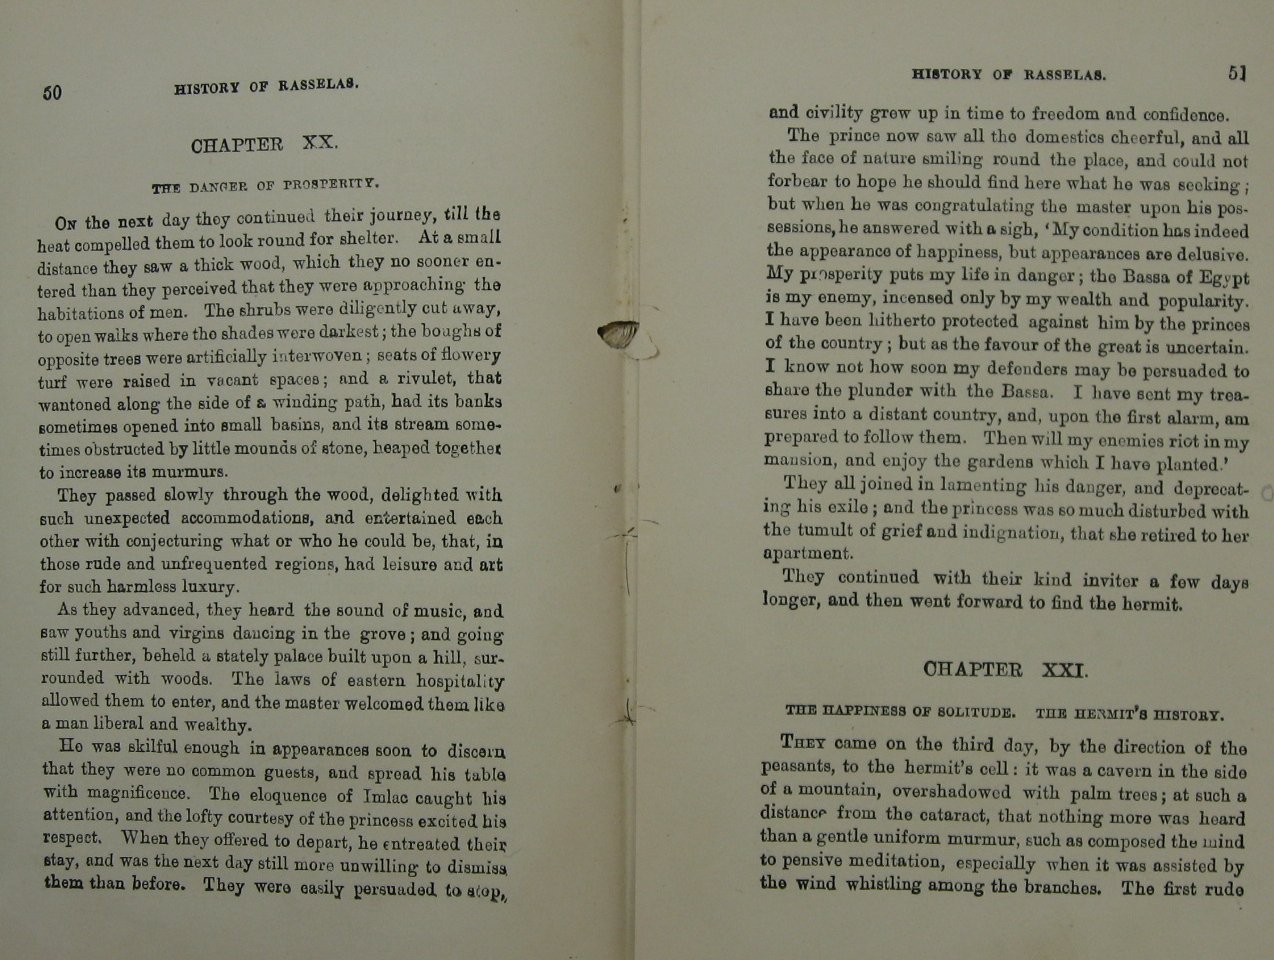 50
HISTORY OF RASSELAS.
CHAPTER XX.
THE DANGER OF PROSPERITY.
On the next day they continued their journey, till the
heat compelled them to look round for shelter. At a small
distance they saw a thick wood, which they no sooner en-
tered than they perceived that they were approaching the
habitations of men. The shrubs were diligently cut away,
to open walks where the shades were darkest; the boughs of
opposite trees were artificially interwoven; seats of flowery
turf were raised in vacant spaces; and a rivulet, that
wantoned along the side of a winding path, had its banks
sometimes opened into small basins, and its stream some-
times obstructed by little mounds of stone, heaped together
to increase its murmurs.
They passed slowly through the wood, delighted with
such unexpected accommodations, and entertained each
other with conjecturing what or who he could be, that, in
those rude and unfrequented regions, had leisure and art
for such harmless luxury.
As they advanced, they heard the sound of music, and
saw youths and virgins dancing in the grove; and going
still further, beheld a stately palace built upon a hill, sur-
rounded with woods. The laws of eastern hospitality
allowed them to enter, and the master welcomed them like
a man liberal and wealthy.
He was skilful enough in appearances soon to discern
that they were no common guests, and spread his table
with magnificence. The eloquence of Imlac caught his
attention, and the lofty courtesy of the princess excited his
respect. When they offered to depart, he entreated their
stay, and was the next day still more unwilling to dismiss
them than before. They were easily persuaded to stop,
HISTORY OF RASSELAS.
51
and civility grew up in time to freedom and confidence.
The prince now saw all the domestics cheerful, and all
the face of nature smiling round the place, and could not
forbear to hope he should find here what he was seeking;
but when he was congratulating the master upon his pos-
sessions, he answered with a sigh, ‘My condition has indeed
the appearance of happiness, but appearances are delusive.
My prosperity puts my life in danger; the Bassa of Egypt
is my enemy, incensed only by my wealth and popularity.
I have been hitherto protected against him by the princes
of the country; but as the favour of the great is uncertain.
I know not how soon my defenders may be persuaded to
share the plunder with the Bassa. I have sent my trea-
sures into a distant country, and, upon the first alarm, am
prepared to follow them. Then will my enemies riot in my
mansion, and enjoy the gardens which I have planted.’
They all joined in lamenting his danger, and deprecat-
ing his exile; and the princess was so much disturbed with
the tumult of grief and indignation, that she retired to her
apartment.
They continued with their kind inviter a few days
longer, and then went forward to find the hermit.
CHAPTER XXI.
THE HAPPINESS OF SOLITUDE. THE HERMIT'S HISTORY.
They came on the third day, by the direction of the
peasants, to the hermit's cell: it was a cavern in the side
of a mountain, overshadowed with palm trees; at such a
distance from the cataract, that nothing more was heard
than a gentle uniform murmur, such as composed the mind
to pensive meditation, especially when it was assisted by
the wind whistling among the branches. The first rude